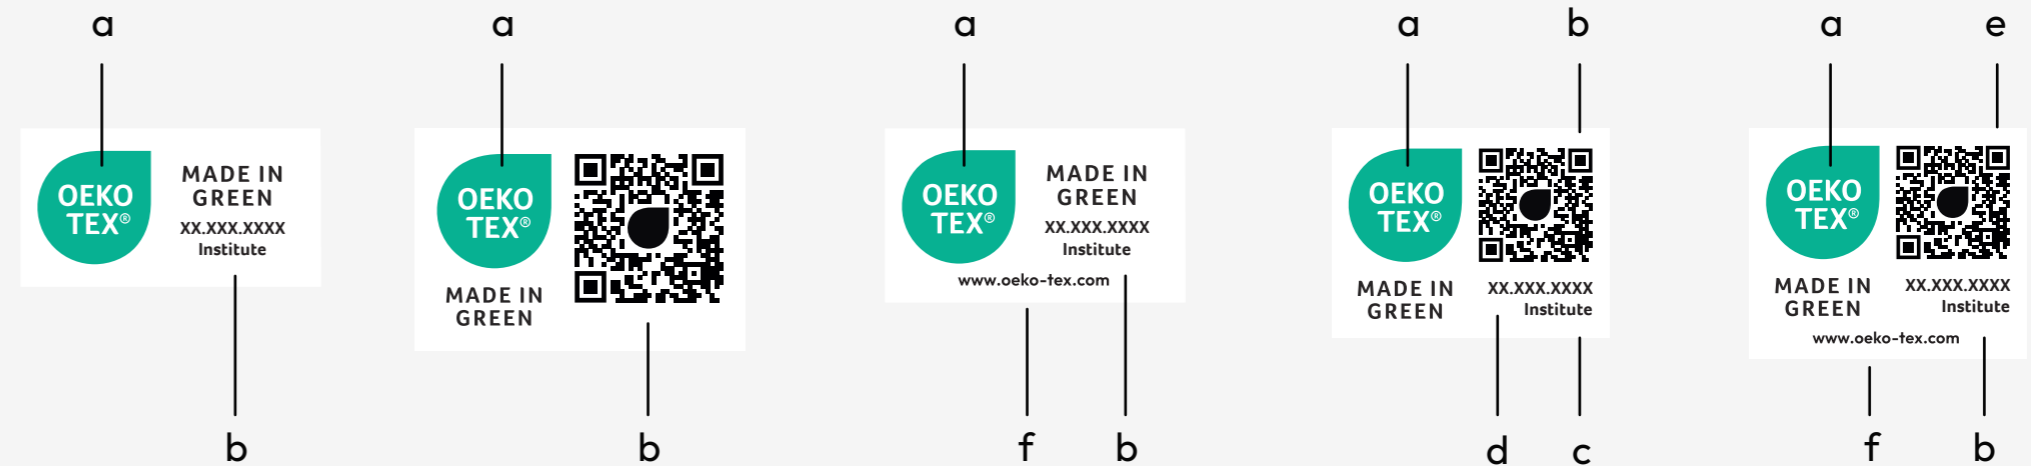 a
a
a
a
b
a
e
OEKO
TEX®
MADE IN
GREEN
XX.XXX.XXXX
Institute
b
OEKO
TEX®
MADE IN
GREEN
b
OEKO
TEX®
MADE IN
GREEN
XX.XXX.XXXX
Institute
www.oeko-tex.com
f
b
OEKO
TEX®
MADE IN
GREEN
XX.XXX.XXXX
Institute
d
c
OEKO
TEX®
MADE IN
GREEN
XX.XXX.XXXX
Institute
www.oeko-tex.com
f
b